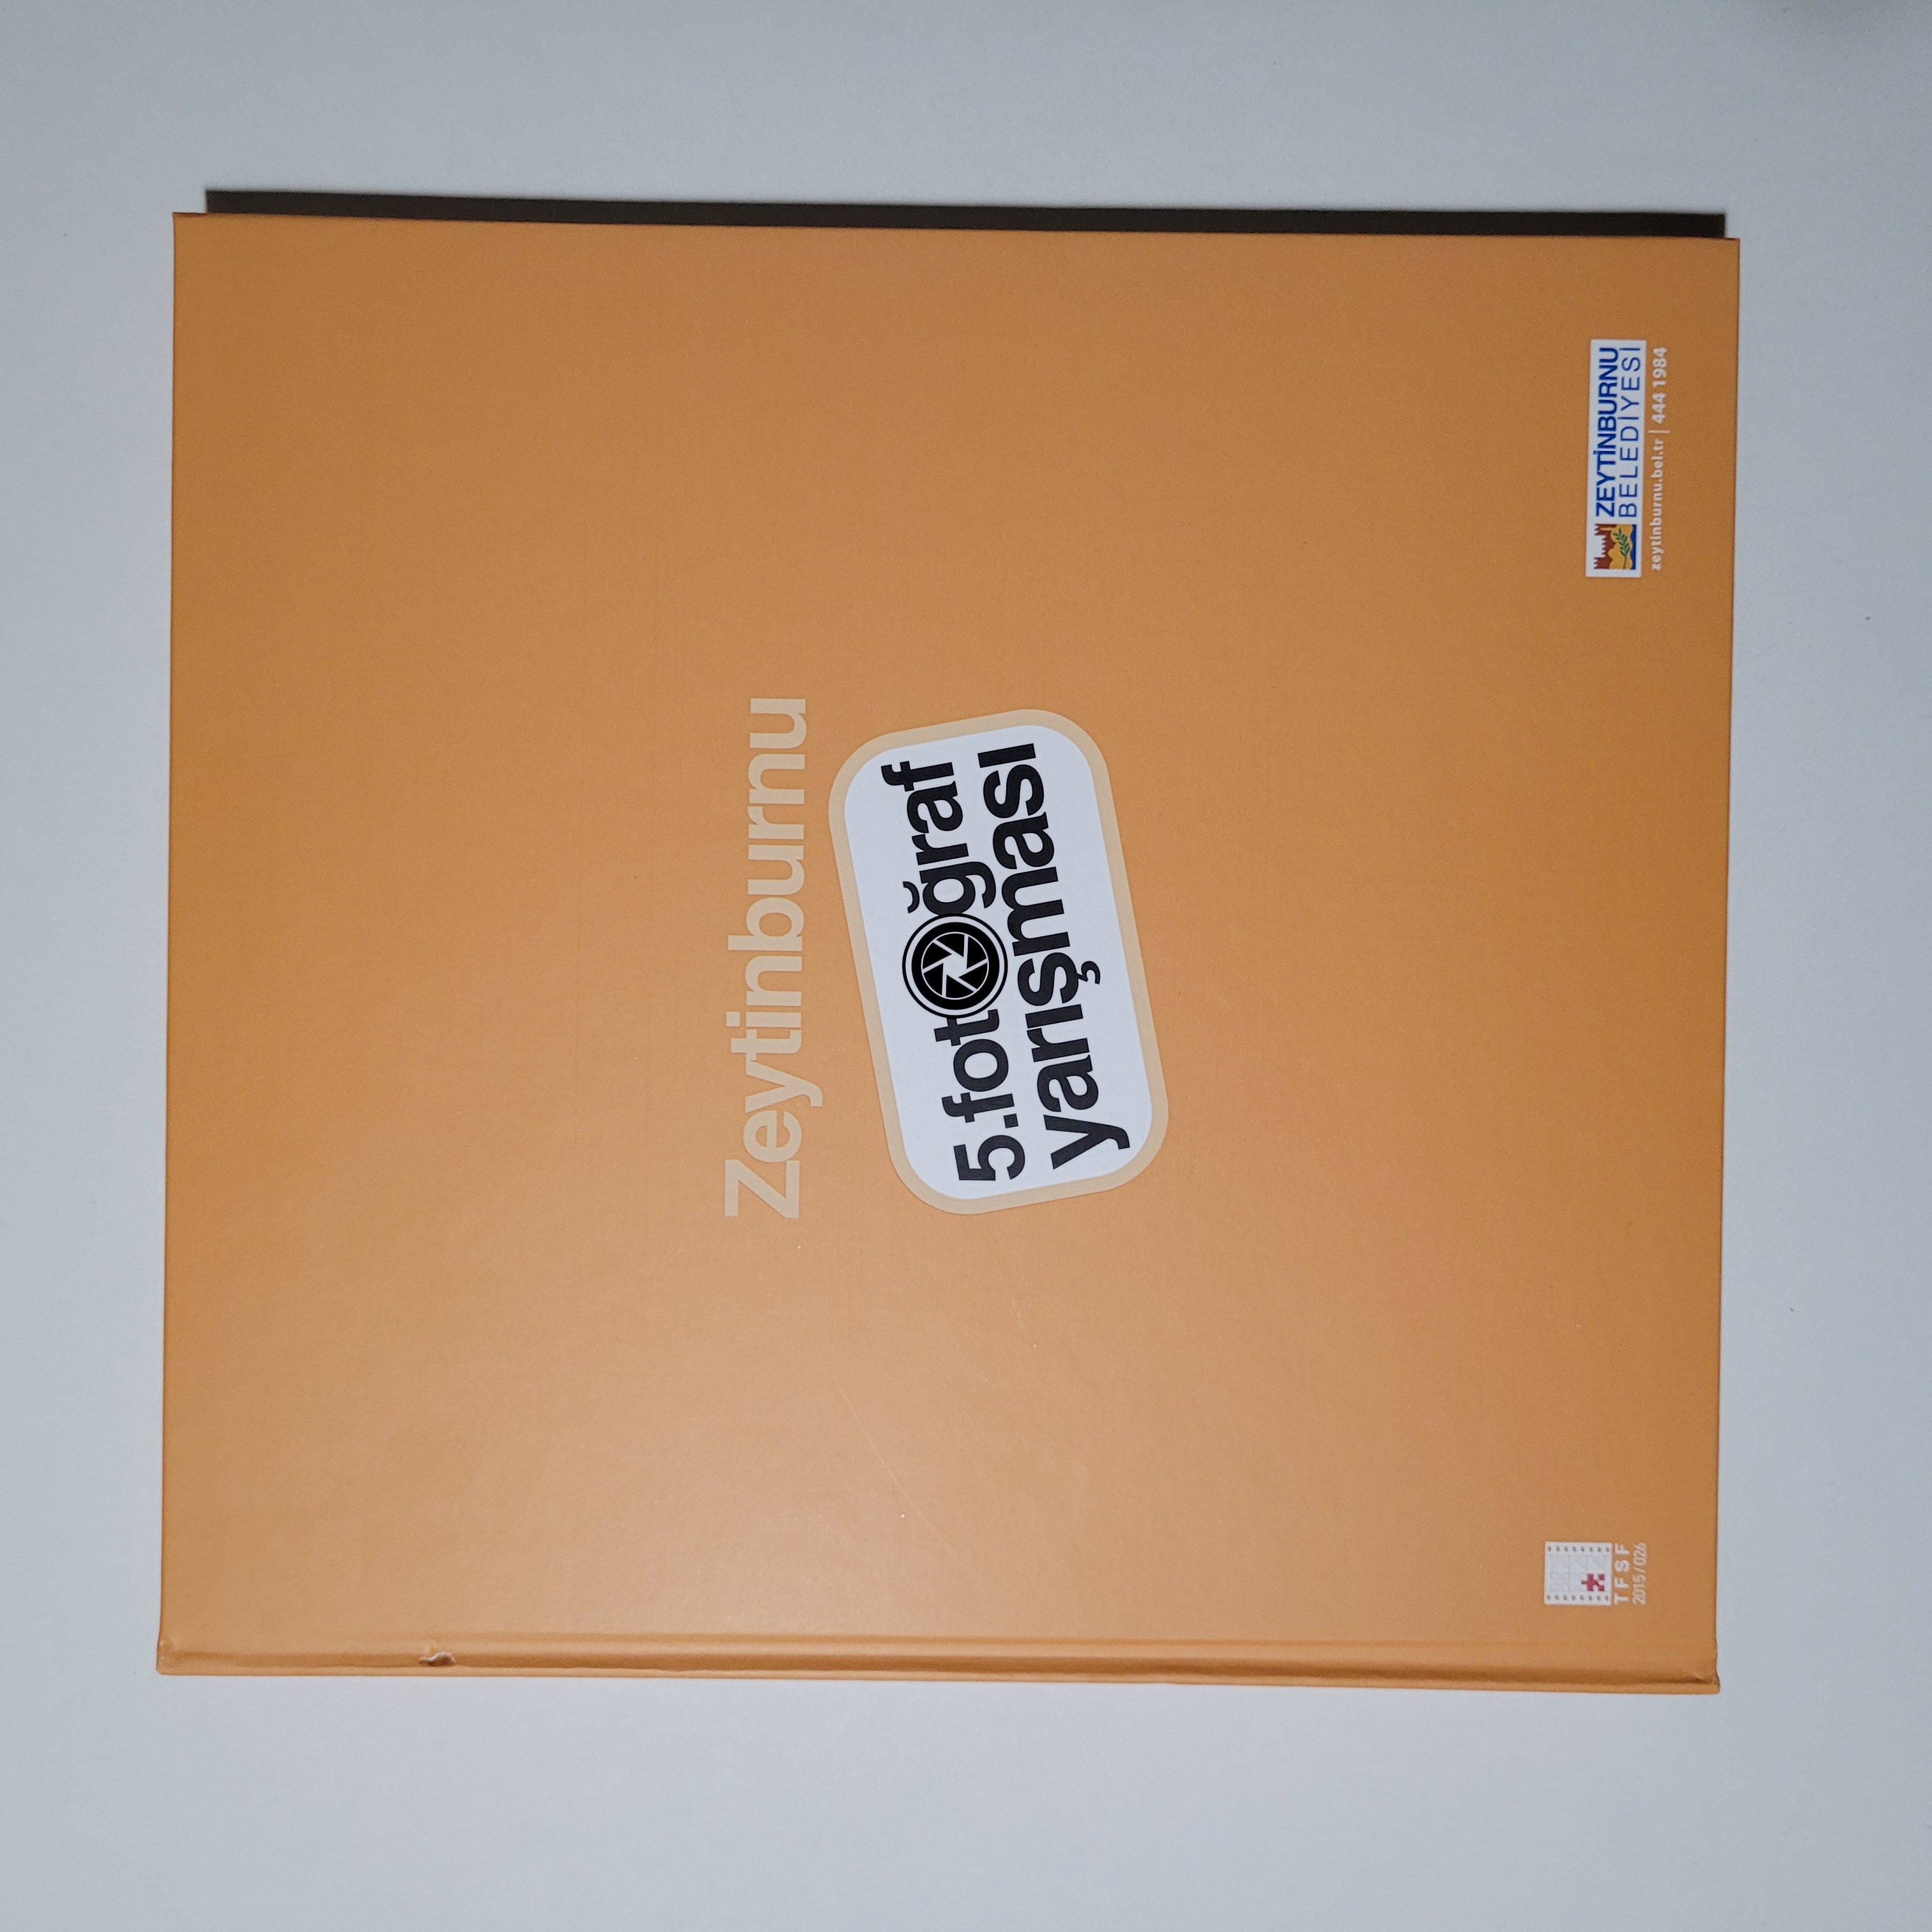 Zeytinburnu
5.fotoğraf
yarışması
TFSF
2015/026
ZEYTİNBURNU
BELEDİYESİ
zeytinburnu.bel.tr | 444 1984